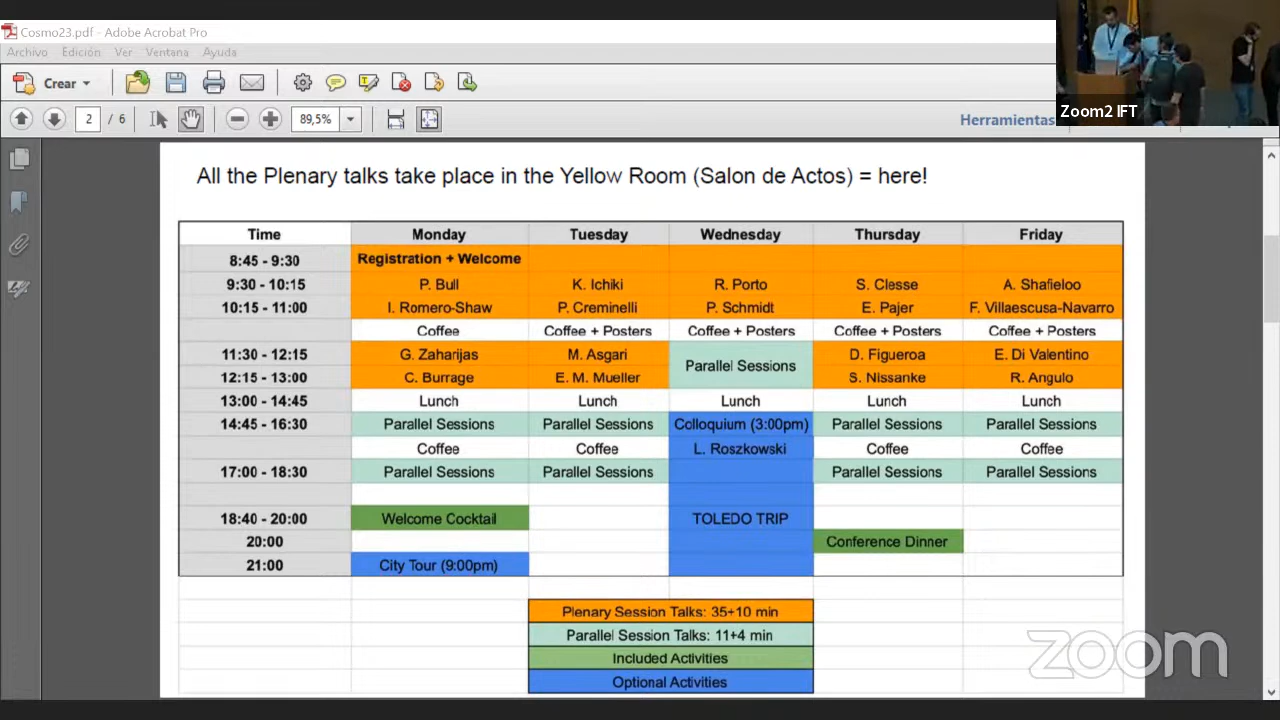 Cosmo23.pdf - Adobe Acrobat Pro
Archivo Edición Ver Ventana Ayuda
Crear
2 / 6 89,5% Herramientas
Zoom2 IFT
All the Plenary talks take place in the Yellow Room (Salon de Actos) = here!
Time Monday Tuesday Wednesday Thursday Friday
8:45 - 9:30 Registration + Welcome
9:30 - 10:15 P. Bull K. Ichiki R. Porto S. Clesse A. Shafieloo
10:15 - 11:00 I. Romero-Shaw P. Creminelli P. Schmidt E. Pajer F. Villaescusa-Navarro
Coffee Coffee + Posters Coffee + Posters Coffee + Posters Coffee + Posters
11:30 - 12:15 G. Zaharijas M. Asgari Parallel Sessions D. Figueroa E. Di Valentino
12:15 - 13:00 C. Burrage E. M. Mueller S. Nissanke R. Angulo
13:00 - 14:45 Lunch Lunch Lunch Lunch Lunch
14:45 - 16:30 Parallel Sessions Parallel Sessions Colloquium (3:00pm) Parallel Sessions Parallel Sessions
Coffee Coffee L. Roszkowski Coffee Coffee
17:00 - 18:30 Parallel Sessions Parallel Sessions Parallel Sessions Parallel Sessions
18:40 - 20:00 Welcome Cocktail TOLEDO TRIP
20:00 Conference Dinner
21:00 City Tour (9:00pm)
Plenary Session Talks: 35+10 min
Parallel Session Talks: 11+4 min
Included Activities
Optional Activities
zoom